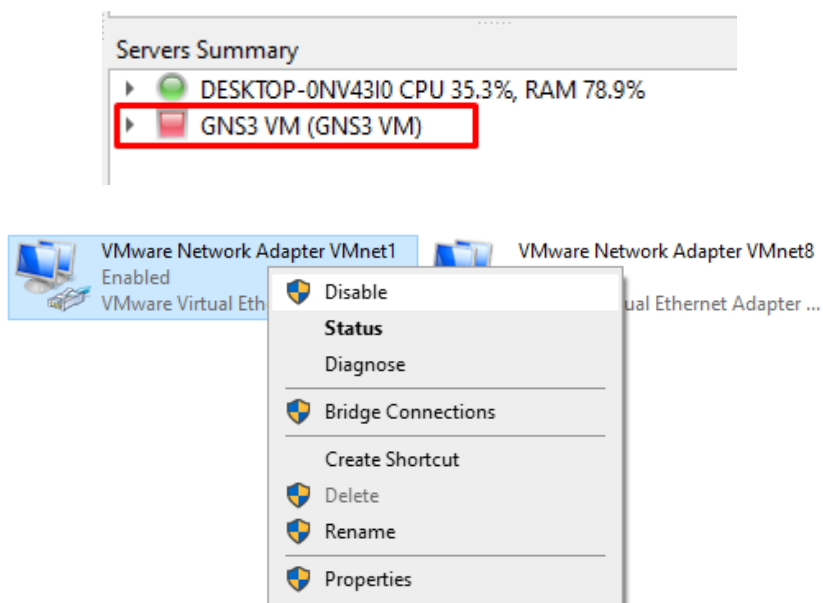 Servers Summary
DESKTOP-0NV43I0 CPU 35.3%, RAM 78.9%
GNS3 VM (GNS3 VM)
VMware Network Adapter VMnet1
Enabled
VMware Virtual Eth
VMware Network Adapter VMnet8
ual Ethernet Adapter ...
Disable
Status
Diagnose
Bridge Connections
Create Shortcut
Delete
Rename
Properties